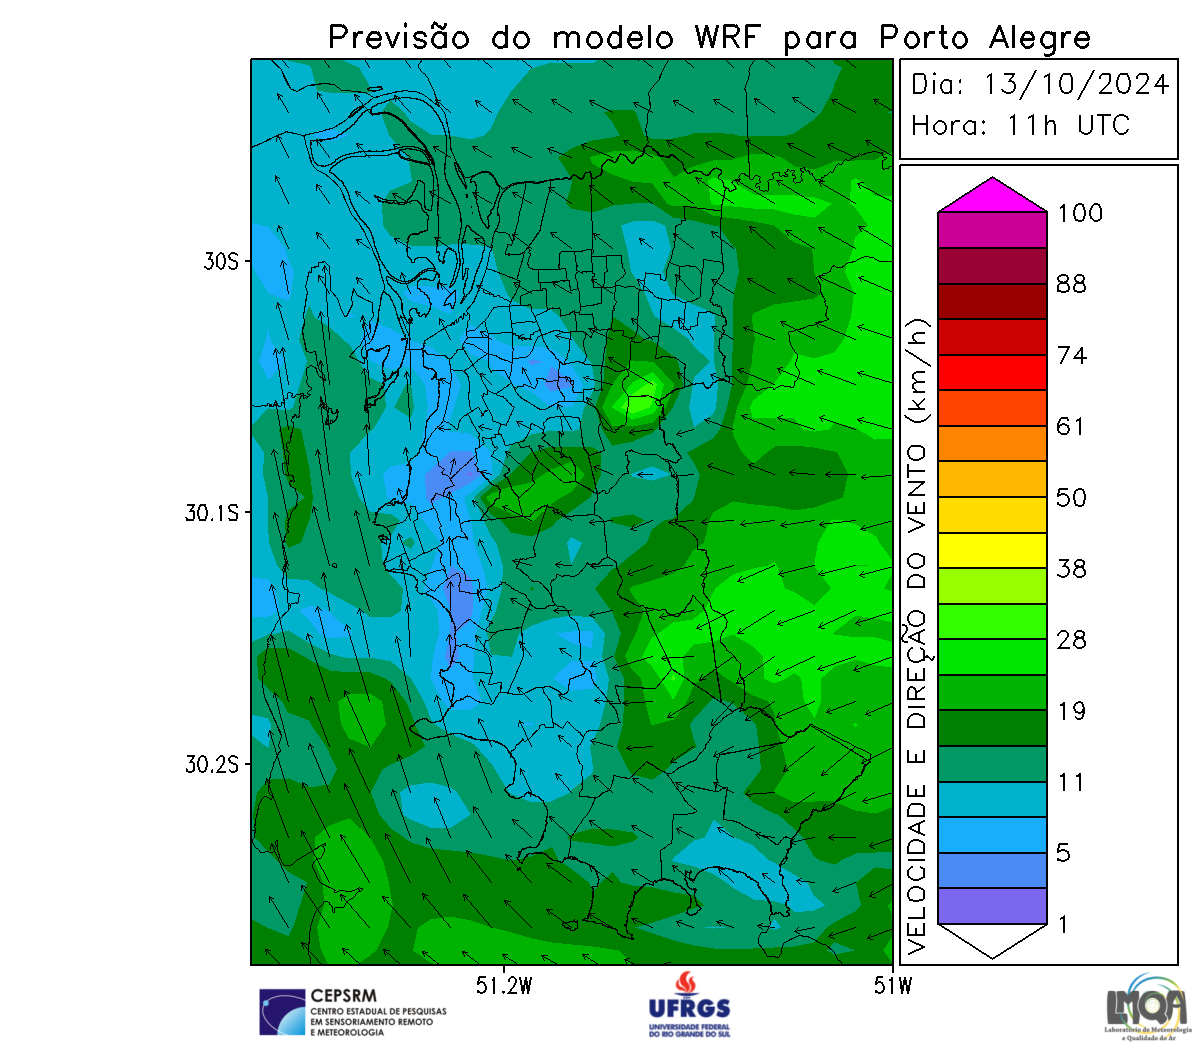 Previsão do modelo WRF para Porto Alegre
Dia: 13/10/2024
Hora: 11h UTC
30S
30.1S
30.2S
51.2W
51W
VELOCIDADE E DIREÇÃO DO VENTO (km/h)
100
88
74
61
50
38
28
19
11
5
1
CEPSRM
CENTRO ESTADUAL DE PESQUISAS
EM SENSORIAMENTO REMOTO
E METEOROLOGIA
UFRGS
UNIVERSIDADE FEDERAL
DO RIO GRANDE DO SUL
LMQA
Laboratório de Meteorologia
e Qualidade do Ar